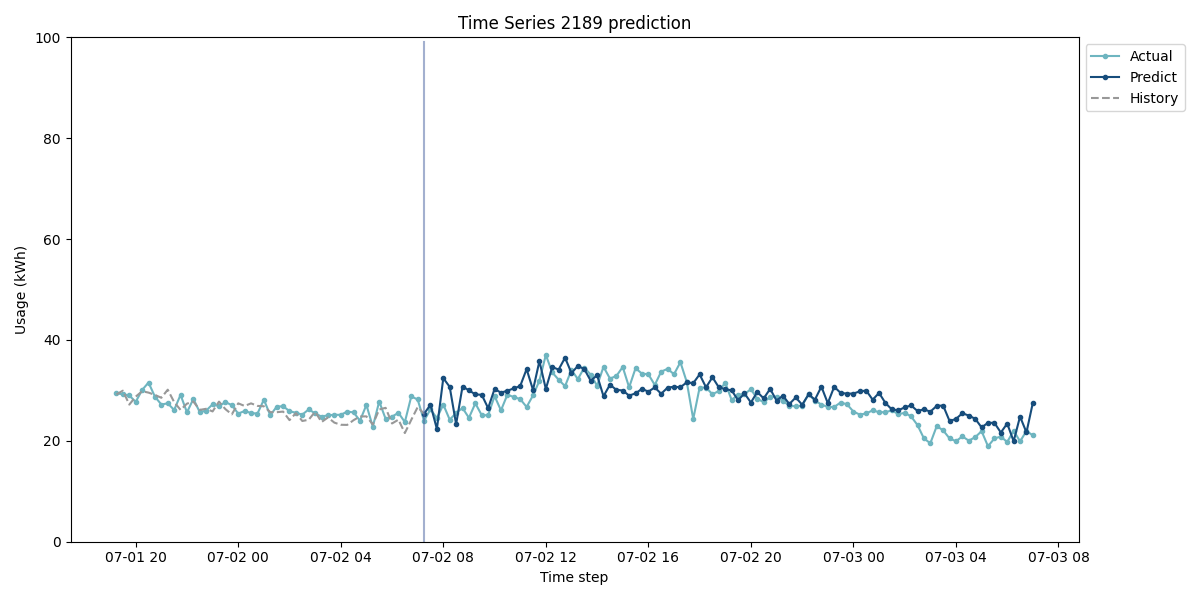 Time Series 2189 prediction
100
80
60
40
20
0
Usage (kWh)
07-01 20
07-02 00
07-02 04
07-02 08
07-02 12
07-02 16
07-02 20
07-03 00
07-03 04
07-03 08
Time step
Actual
Predict
History